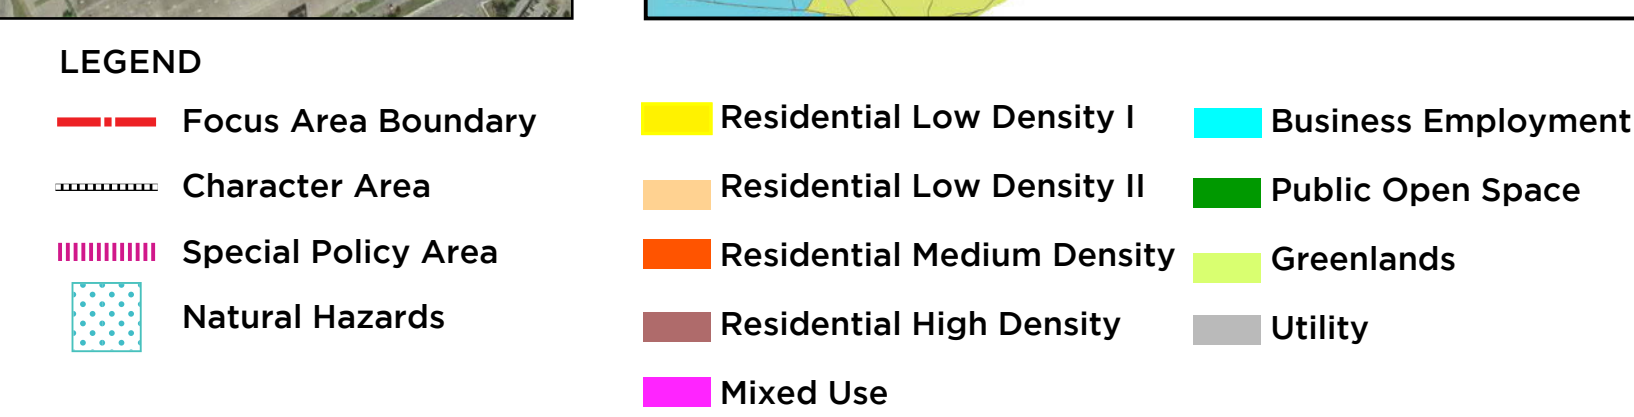 LEGEND
Focus Area Boundary
Character Area
Special Policy Area
Natural Hazards
Residential Low Density I
Residential Low Density II
Residential Medium Density
Residential High Density
Mixed Use
Business Employment
Public Open Space
Greenlands
Utility